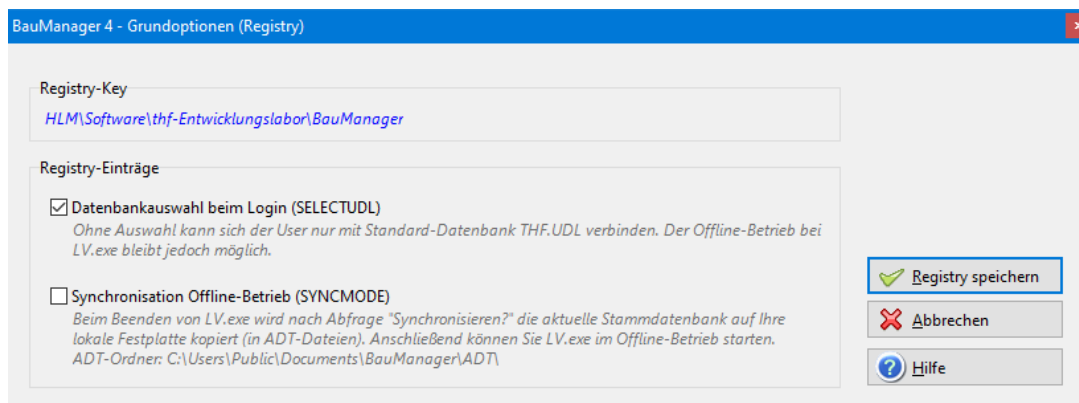 BauManager 4 - Grundoptionen (Registry)
Registry-Key
HLM\Software\thf-Entwicklungslabor\BauManager
Registry-Einträge
Datenbankauswahl beim Login (SELECTUDL)
Ohne Auswahl kann sich der User nur mit Standard-Datenbank THF.UDL verbinden. Der Offline-Betrieb bei
LV.exe bleibt jedoch möglich.
Synchronisation Offline-Betrieb (SYNCMODE)
Beim Beenden von LV.exe wird nach Abfrage "Synchronisieren?" die aktuelle Stammdatenbank auf Ihre
lokale Festplatte kopiert (in ADT-Dateien). Anschließend können Sie LV.exe im Offline-Betrieb starten.
ADT-Ordner: C:\Users\Public\Documents\BauManager\ADT\
Registry speichern
Abbrechen
Hilfe